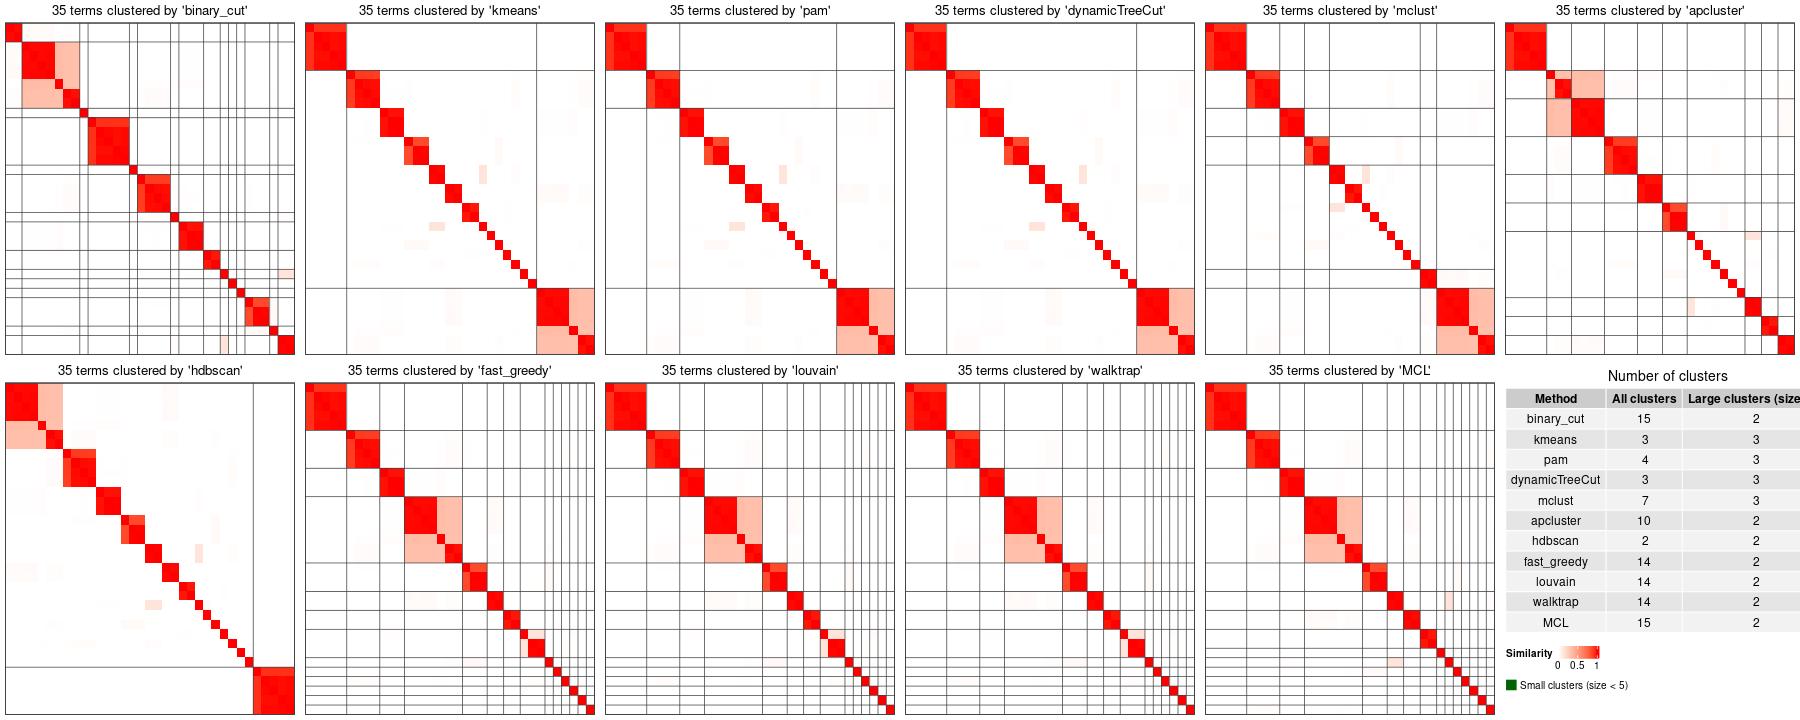 35 terms clustered by 'binary_cut'
35 terms clustered by 'kmeans'
35 terms clustered by 'pam'
35 terms clustered by 'dynamicTreeCut'
35 terms clustered by 'mclust'
35 terms clustered by 'apcluster'
35 terms clustered by 'hdbscan'
35 terms clustered by 'fast_greedy'
35 terms clustered by 'louvain'
35 terms clustered by 'walktrap'
35 terms clustered by 'MCL'
Number of clusters
Method All clusters Large clusters (size
binary_cut 15 2
kmeans 3 3
pam 4 3
dynamicTreeCut 3 3
mclust 7 3
apcluster 10 2
hdbscan 2 2
fast_greedy 14 2
louvain 14 2
walktrap 14 2
MCL 15 2
Similarity
0 0.5 1
Small clusters (size < 5)